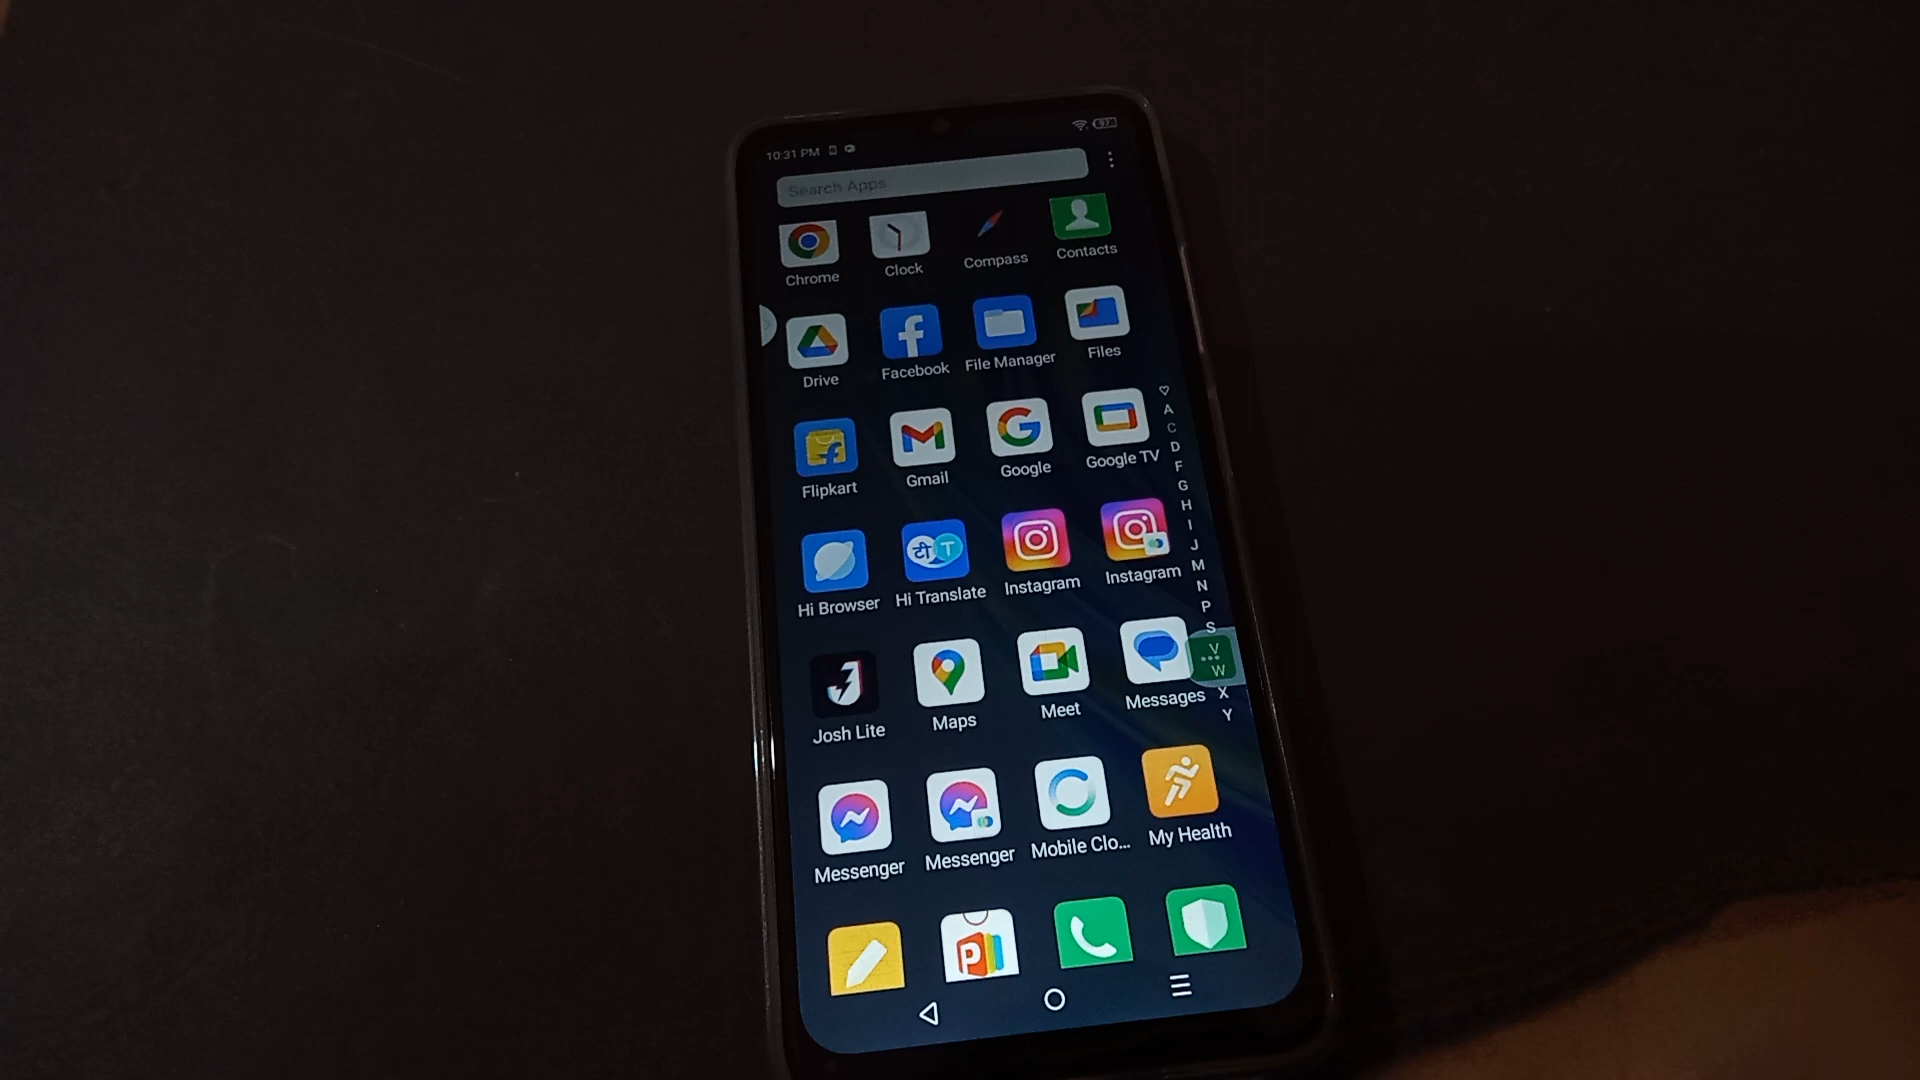 10:31 PM 97
Search Apps
Chrome Clock Compass Contacts
Drive Facebook File Manager Files
Flipkart Gmail Google Google TV
Hi Browser Hi Translate Instagram Instagram
टी T
Josh Lite Maps Meet Messages
Messenger Messenger Mobile Clo... My Health
P
A
C
D
F
G
H
I
J
M
N
P
S
V
W
X
Y